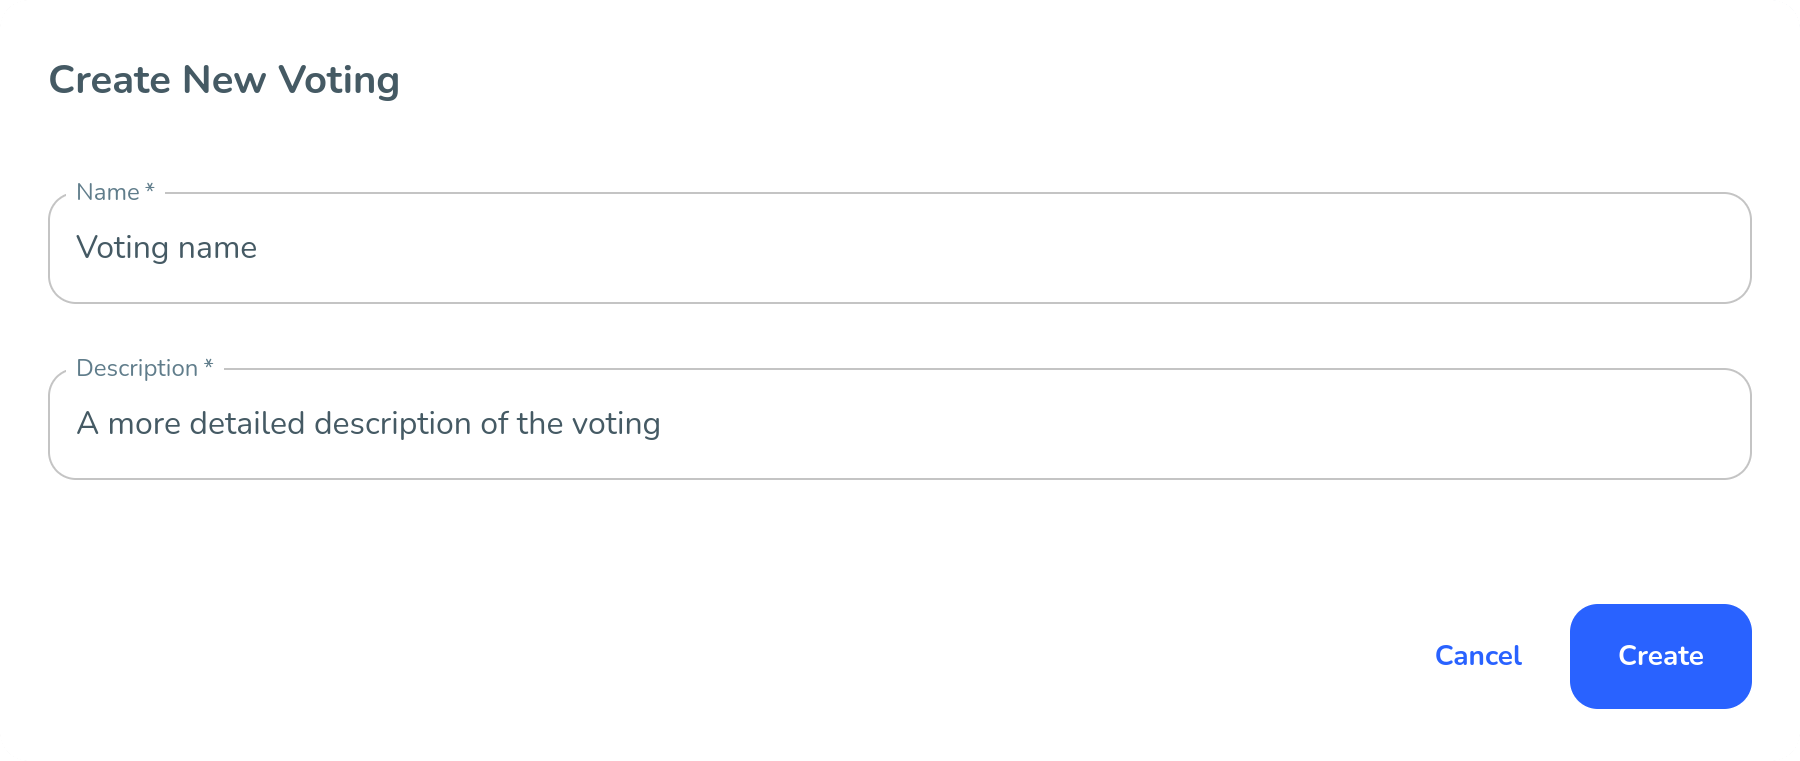 Create New Voting
Name *
Voting name
Description *
A more detailed description of the voting
Cancel
Create